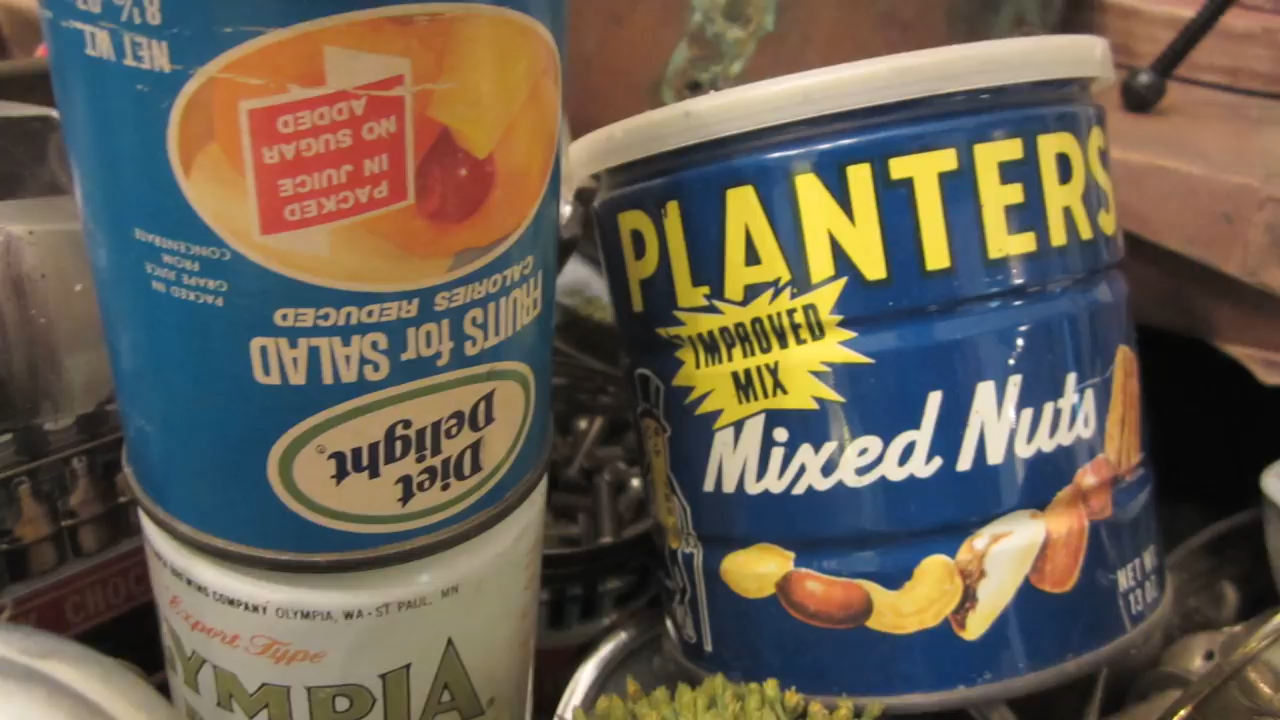 Diet
Delight®
FRUITS for SALAD
CALORIES REDUCED
PACKED IN
GRAPE JUICE
FROM
CONCENTRATE
PACKED
IN JUICE
NO SUGAR
ADDED
NET WT.
COMPANY OLYMPIA, WA-ST PAUL, MN
Export Type
YMPIA
CHOC
PLANTERS
IMPROVED
MIX
Mixed Nuts
NET
13 OZ